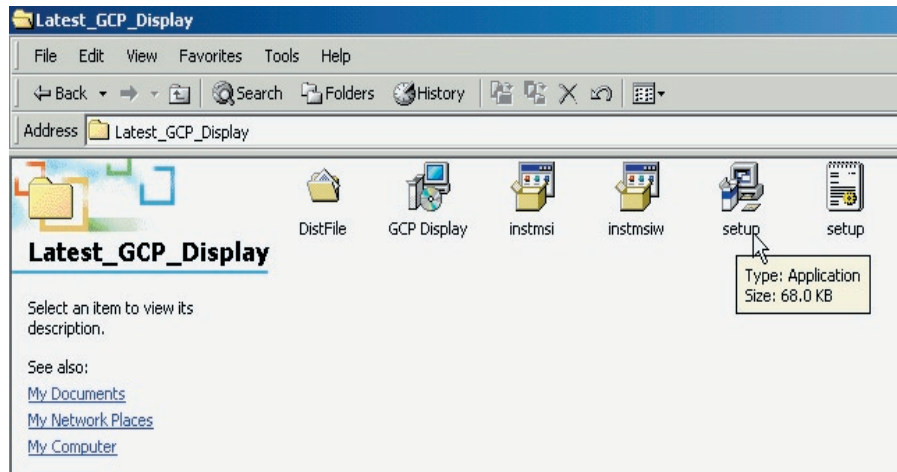 Latest_GCP_Display
File Edit View Favorites Tools Help
Back Search Folders History
Address Latest_GCP_Display
DistFile GCP Display instmsi instmsiw setup setup
Latest_GCP_Display
Type: Application
Size: 68.0 KB
Select an item to view its
description.
See also:
My Documents
My Network Places
My Computer